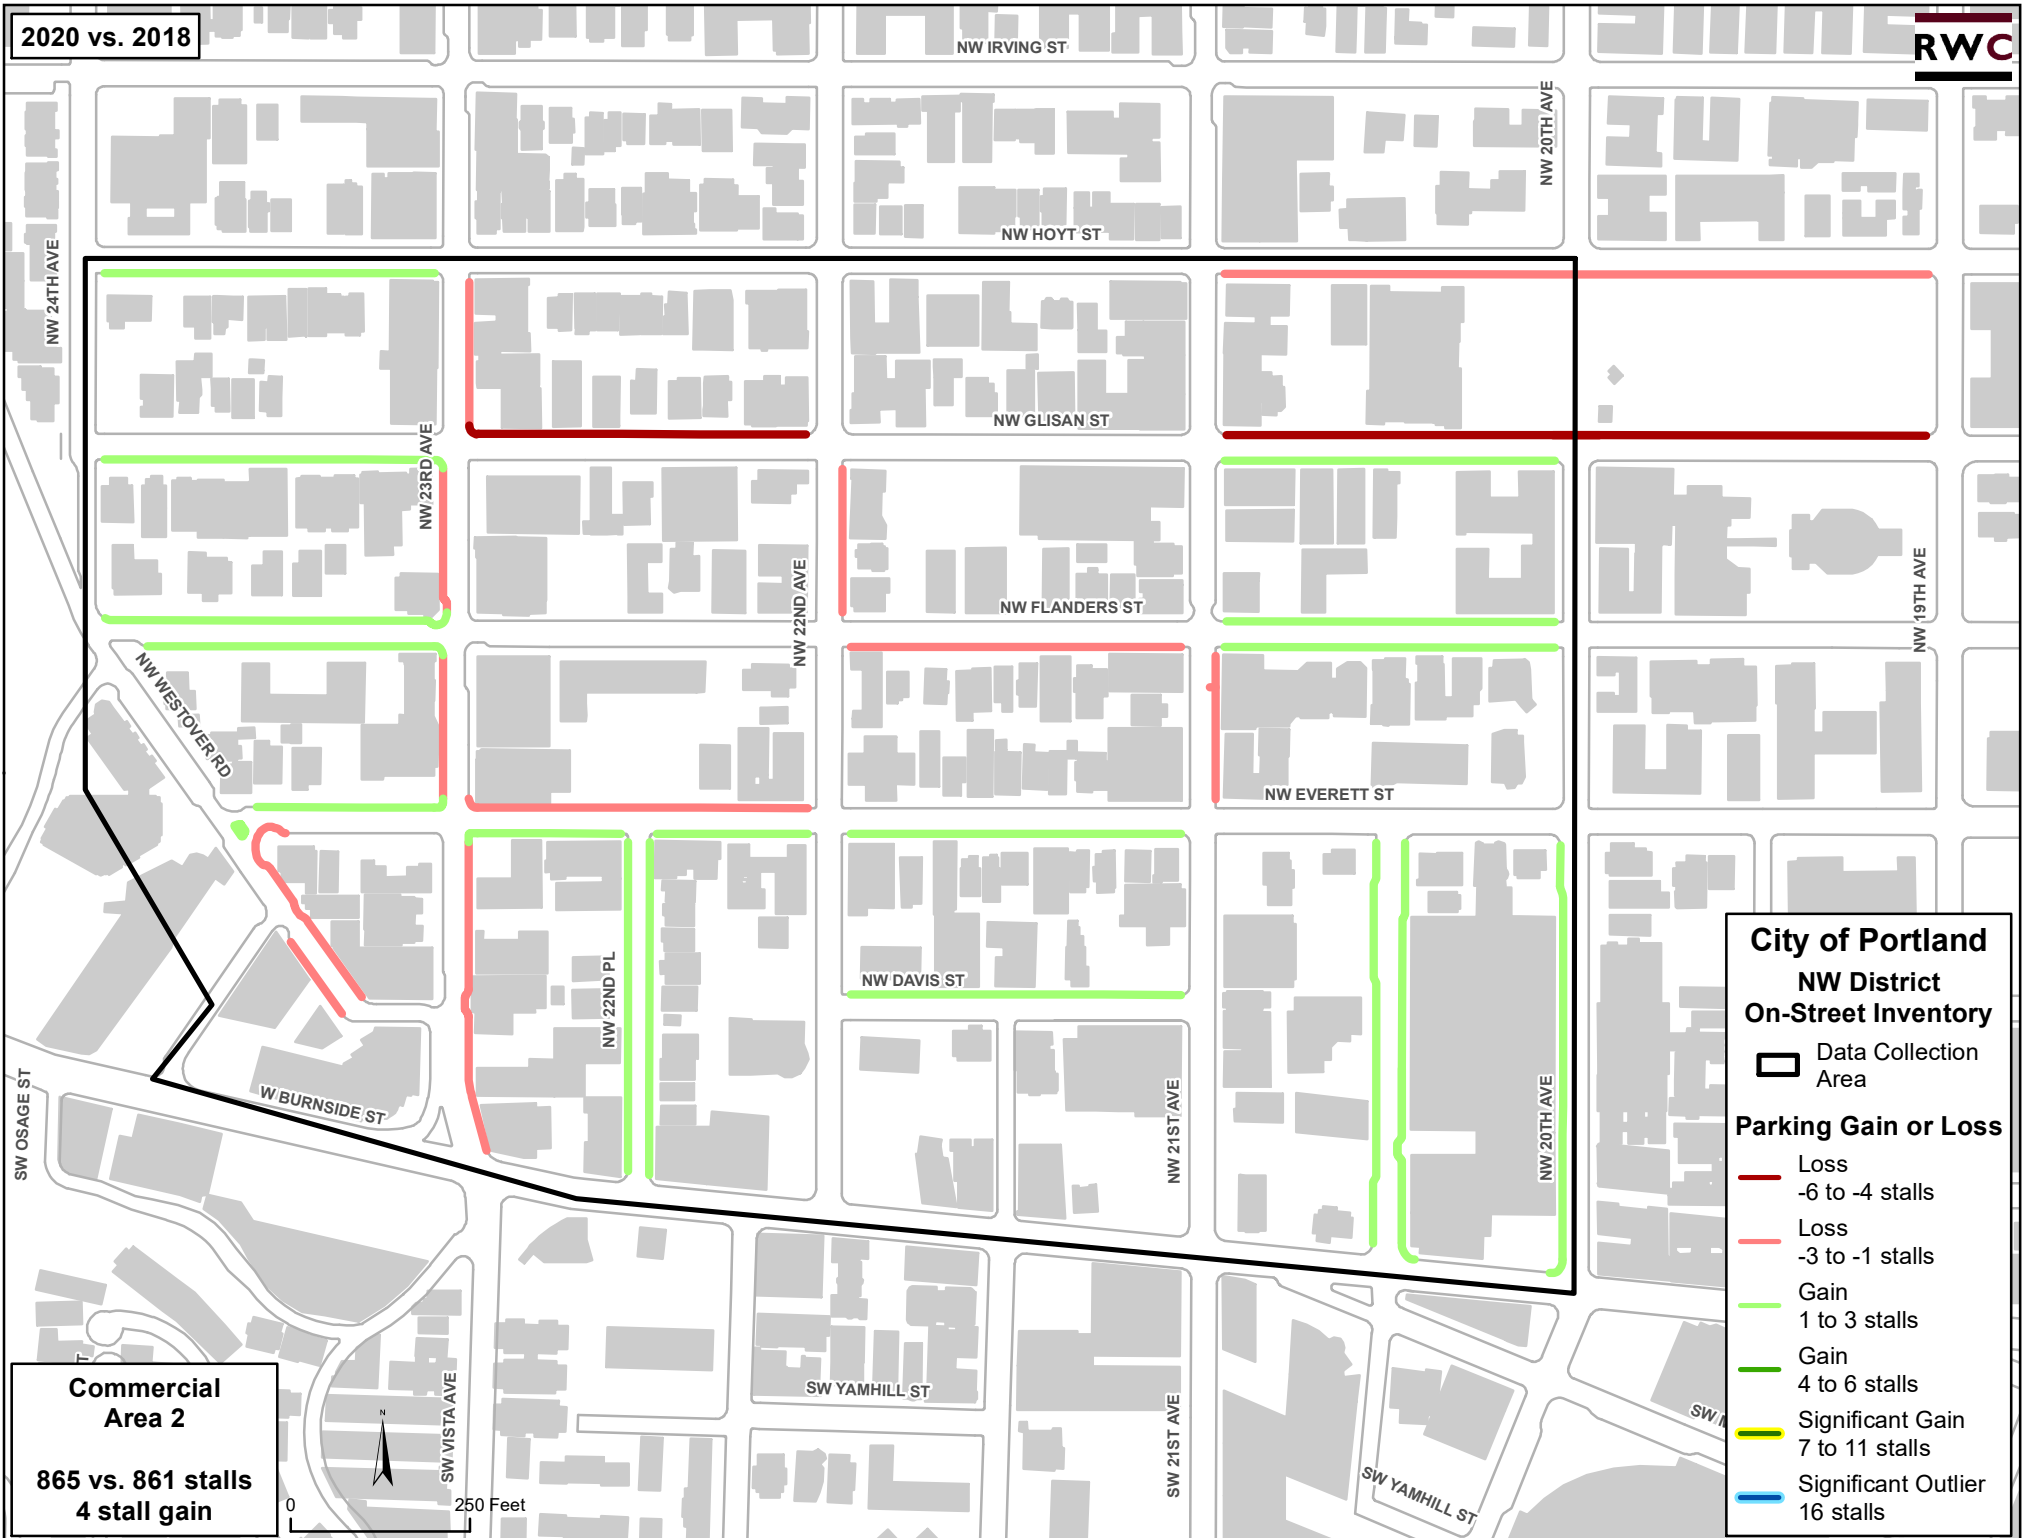 2020 vs. 2018
RWC
NW IRVING ST
NW 20TH AVE
NW HOYT ST
NW 24TH AVE
NW GLISAN ST
NW 23RD AVE
NW 22ND AVE
NW FLANDERS ST
NW 19TH AVE
NW WESTOVER RD
NW EVERETT ST
NW DAVIS ST
NW 22ND PL
SW OSAGE ST
W BURNSIDE ST
NW 21ST AVE
NW 20TH AVE
SW VISTA AVE
SW YAMHILL ST
SW 21ST AVE
SW YAMHILL ST
SW
City of Portland
NW District
On-Street Inventory
Data Collection
Area
Parking Gain or Loss
Loss
-6 to -4 stalls
Loss
-3 to -1 stalls
Gain
1 to 3 stalls
Gain
4 to 6 stalls
Significant Gain
7 to 11 stalls
Significant Outlier
16 stalls
Commercial
Area 2
865 vs. 861 stalls
4 stall gain
N
0 250 Feet